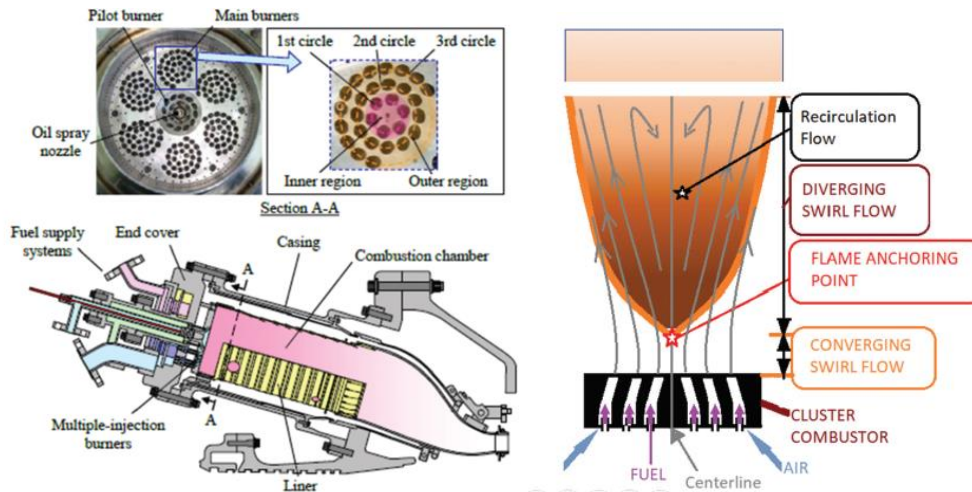 Pilot burner
Main burners
Oil spray
nozzle
1st circle
2nd circle
3rd circle
Inner region
Outer region
Section A-A
Fuel supply
systems
End cover
Casing
Combustion chamber
A
A
Multiple-injection
burners
Liner
Recirculation
Flow
DIVERGING
SWIRL FLOW
FLAME ANCHORING
POINT
CONVERGING
SWIRL FLOW
CLUSTER
COMBUSTOR
FUEL
AIR
Centerline